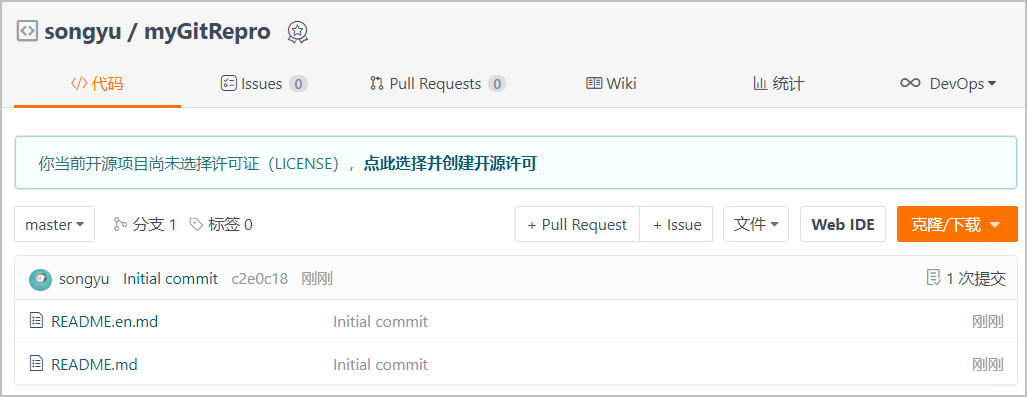 songyu / myGitRepro
代码 Issues 0 Pull Requests 0 Wiki 统计 DevOps
你当前开源项目尚未选择许可证（LICENSE），点此选择并创建开源许可
master 分支 1 标签 0 + Pull Request + Issue 文件 Web IDE 克隆/下载
songyu Initial commit c2e0c18 刚刚 1 次提交
README.en.md Initial commit 刚刚
README.md Initial commit 刚刚